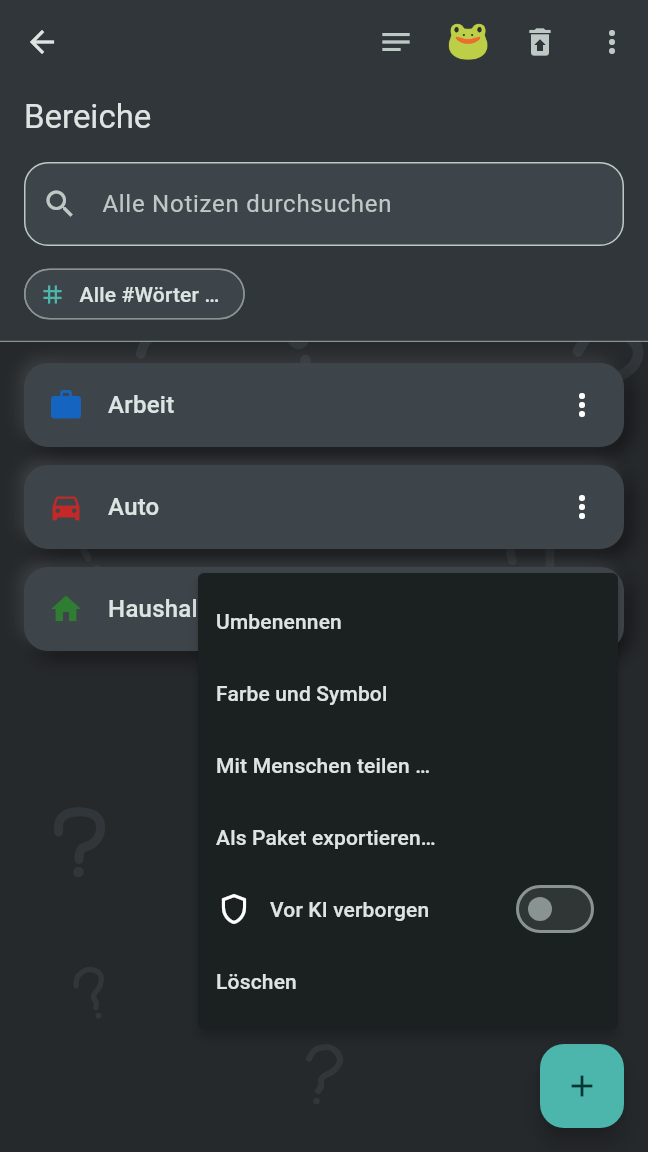 Bereiche
Alle Notizen durchsuchen
# Alle #Wörter …
Arbeit
Auto
Haushal
Umbenennen
Farbe und Symbol
Mit Menschen teilen …
Als Paket exportieren…
Vor KI verborgen
Löschen